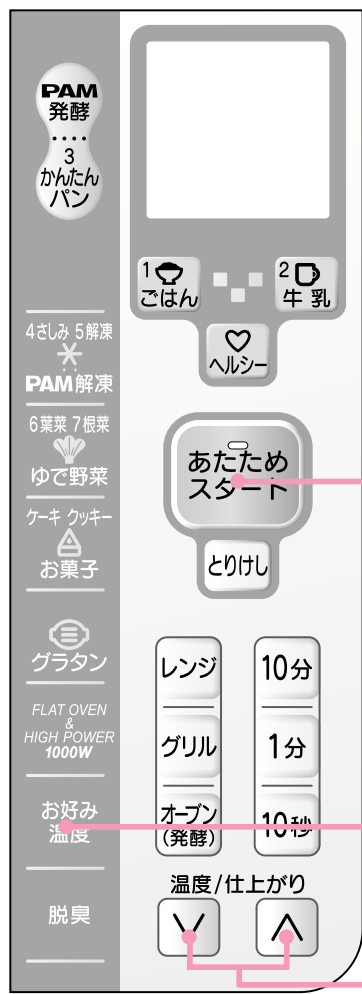 PAM
発酵
3
かんたん
パン
1
ごはん
2
牛乳
ヘルシー
4さしみ 5解凍
PAM解凍
6葉菜 7根菜
ゆで野菜
ケーキ クッキー
お菓子
グラタン
FLAT OVEN
&
HIGH POWER
1000W
お好み
温度
脱臭
あたため
スタート
とりけし
レンジ
10分
グリル
1分
オーブン
(発酵)
10秒
温度/仕上がり